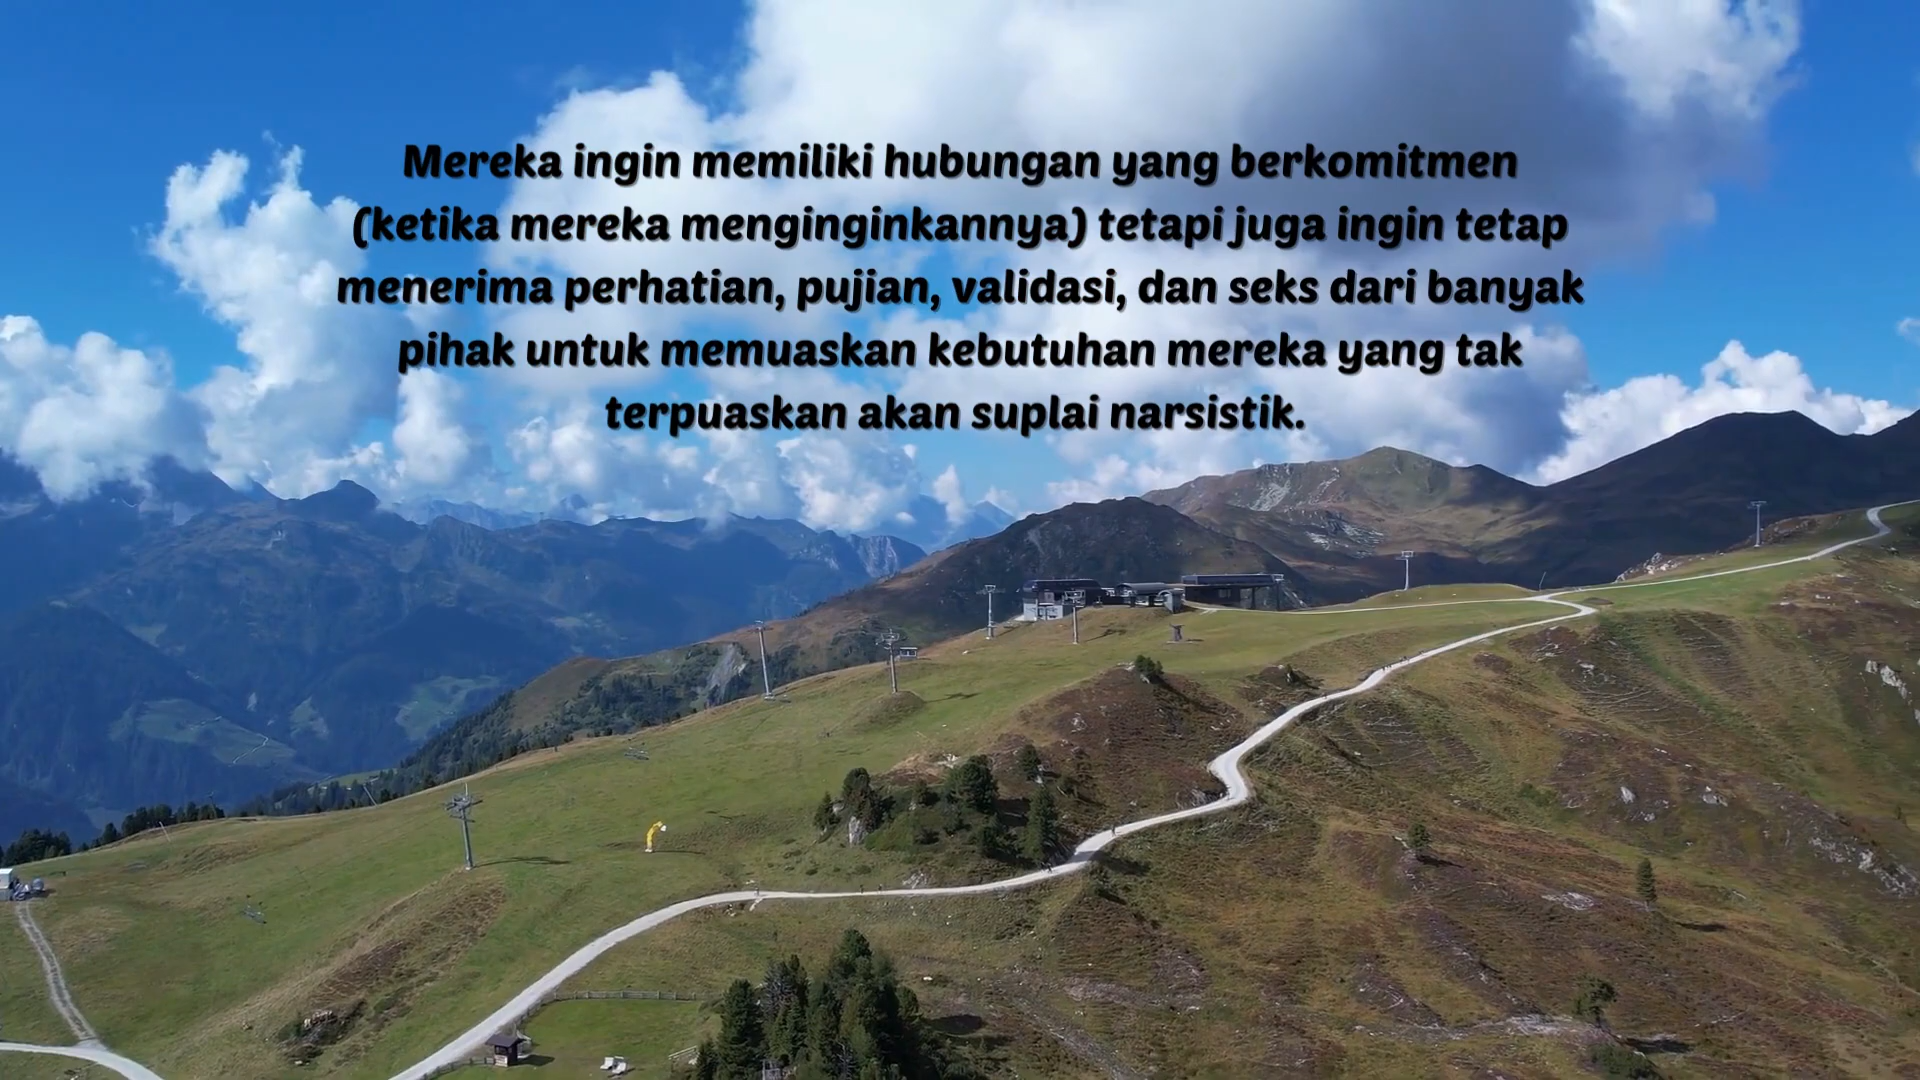 Mereka ingin memiliki hubungan yang berkomitmen
(ketika mereka menginginkannya) tetapi juga ingin tetap
menerima perhatian, pujian, validasi, dan seks dari banyak
pihak untuk memuaskan kebutuhan mereka yang tak
terpuaskan akan suplai narsistik.